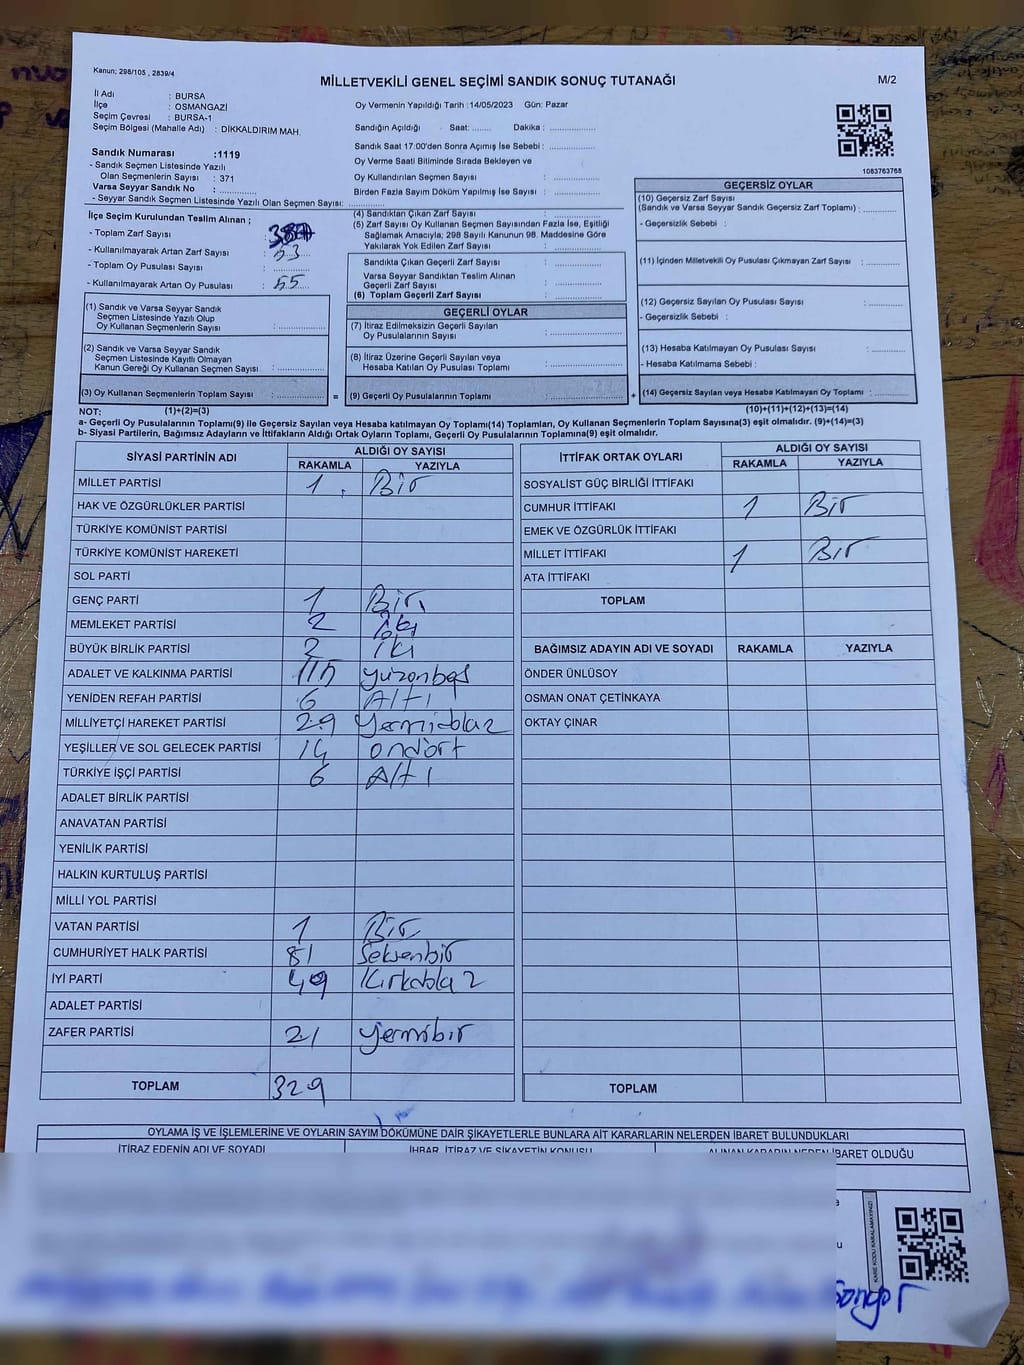 Kanun; 298/105 , 2839/4
MİLLETVEKİLİ GENEL SEÇİMİ SANDIK SONUÇ TUTANAĞI
M/2
İl Adı : BURSA
İlçe : OSMANGAZİ
Seçim Çevresi : BURSA-1
Seçim Bölgesi (Mahalle Adı) : DİKKALDIRIM MAH.
Sandık Numarası :1119
- Sandık Seçmen Listesinde Yazılı
Olan Seçmenlerin Sayısı : 371
Varsa Seyyar Sandık No : ..............
- Seyyar Sandık Seçmen Listesinde Yazılı Olan Seçmen Sayısı: ..............
Oy Vermenin Yapıldığı Tarih :14/05/2023 Gün: Pazar
Sandığın Açıldığı Saat: ....... Dakika : ..............
Sandık Saat 17:00'den Sonra Açılmış İse Sebebi : ..............
Oy Verme Saati Bitiminde Sırada Bekleyen ve
Oy Kullandırılan Seçmen Sayısı : ..............
Birden Fazla Sayım Döküm Yapılmış İse Sayısı : ..............
1083763768
İlçe Seçim Kurulundan Teslim Alınan ;
- Toplam Zarf Sayısı :
- Kullanılmayarak Artan Zarf Sayısı : 53
- Toplam Oy Pusulası Sayısı : ..............
- Kullanılmayarak Artan Oy Pusulası : 55
(1) Sandık ve Varsa Seyyar Sandık
Seçmen Listesinde Yazılı Olup
Oy Kullanan Seçmenlerin Sayısı : ..............
(2) Sandık ve Varsa Seyyar Sandık
Seçmen Listesinde Kayıtlı Olmayan
Kanun Gereği Oy Kullanan Seçmen Sayısı : ..............
(3) Oy Kullanan Seçmenlerin Toplam Sayısı : ..............
(4) Sandıktan Çıkan Zarf Sayısı : ..............
(5) Zarf Sayısı Oy Kullanan Seçmen Sayısından Fazla İse, Eşitliği
Sağlamak Amacıyla; 298 Sayılı Kanunun 98. Maddesine Göre
Yakılarak Yok Edilen Zarf Sayısı : ..............
Sandıkta Çıkan Geçerli Zarf Sayısı : ..............
Varsa Seyyar Sandıktan Teslim Alınan
Geçerli Zarf Sayısı : ..............
(6) Toplam Geçerli Zarf Sayısı : ..............
GEÇERLİ OYLAR
(7) İtiraz Edilmeksizin Geçerli Sayılan
Oy Pusulalarının Sayısı : ..............
(8) İtiraz Üzerine Geçerli Sayılan veya
Hesaba Katılan Oy Pusulası Toplamı : ..............
= (9) Geçerli Oy Pusulalarının Toplamı : ..............
GEÇERSİZ OYLAR
(10) Geçersiz Zarf Sayısı
(Sandık ve Varsa Seyyar Sandık Geçersiz Zarf Toplamı) : ..............
- Geçersizlik Sebebi :
(11) İçinden Milletvekili Oy Pusulası Çıkmayan Zarf Sayısı : ..............
(12) Geçersiz Sayılan Oy Pusulası Sayısı : ..............
- Geçersizlik Sebebi :
(13) Hesaba Katılmayan Oy Pusulası Sayısı : ..............
- Hesaba Katılmama Sebebi :
+ (14) Geçersiz Sayılan veya Hesaba Katılmayan Oy Toplamı : ..............
NOT: (1)+(2)=(3)
(10)+(11)+(12)+(13)=(14)
a- Geçerli Oy Pusulalarının Toplamı(9) ile Geçersiz Sayılan veya Hesaba katılmayan Oy Toplamı(14) Toplamları, Oy Kullanan Seçmenlerin Toplam Sayısına(3) eşit olmalıdır. (9)+(14)=(3)
b- Siyasi Partilerin, Bağımsız Adayların ve İttifakların Aldığı Ortak Oyların Toplamı, Geçerli Oy Pusulalarının Toplamına(9) eşit olmalıdır.
SİYASİ PARTİNİN ADI ALDIĞI OY SAYISI
RAKAMLA YAZIYLA
MİLLET PARTİSİ 1 Bir
HAK VE ÖZGÜRLÜKLER PARTİSİ
TÜRKİYE KOMÜNİST PARTİSİ
TÜRKİYE KOMÜNİST HAREKETİ
SOL PARTİ
GENÇ PARTİ 1 Bir
MEMLEKET PARTİSİ 2 iki
BÜYÜK BİRLİK PARTİSİ 2 iki
ADALET VE KALKINMA PARTİSİ 115 yüzonbeş
YENİDEN REFAH PARTİSİ 6 Altı
MİLLİYETÇİ HAREKET PARTİSİ 29 yermidokuz
YEŞİLLER VE SOL GELECEK PARTİSİ 14 ondört
TÜRKİYE İŞÇİ PARTİSİ 6 Altı
ADALET BİRLİK PARTİSİ
ANAVATAN PARTİSİ
YENİLİK PARTİSİ
HALKIN KURTULUŞ PARTİSİ
MİLLİ YOL PARTİSİ
VATAN PARTİSİ 1 Bir
CUMHURİYET HALK PARTİSİ 81 Seksenbir
İYİ PARTİ 49 Kırkdokuz
ADALET PARTİSİ
ZAFER PARTİSİ 21 yermibir
TOPLAM 329
İTTİFAK ORTAK OYLARI ALDIĞI OY SAYISI
RAKAMLA YAZIYLA
SOSYALİST GÜÇ BİRLİĞİ İTTİFAKI
CUMHUR İTTİFAKI 1 Bir
EMEK VE ÖZGÜRLÜK İTTİFAKI
MİLLET İTTİFAKI 1 Bir
ATA İTTİFAKI
TOPLAM
BAĞIMSIZ ADAYIN ADI VE SOYADI RAKAMLA YAZIYLA
ÖNDER ÜNLÜSOY
OSMAN ONAT ÇETİNKAYA
OKTAY ÇINAR
TOPLAM
OYLAMA İŞ VE İŞLEMLERİNE VE OYLARIN SAYIM DÖKÜMÜNE DAİR ŞİKAYETLERLE BUNLARA AİT KARARLARIN NELERDEN İBARET BULUNDUKLARI
İTİRAZ EDENİN ADI VE SOYADI İHBAR, İTİRAZ VE ŞİKAYETİN KONUSU ALINAN KARARIN NEDEN İBARET OLDUĞU
KARE KODU KARALAMAYINIZ!